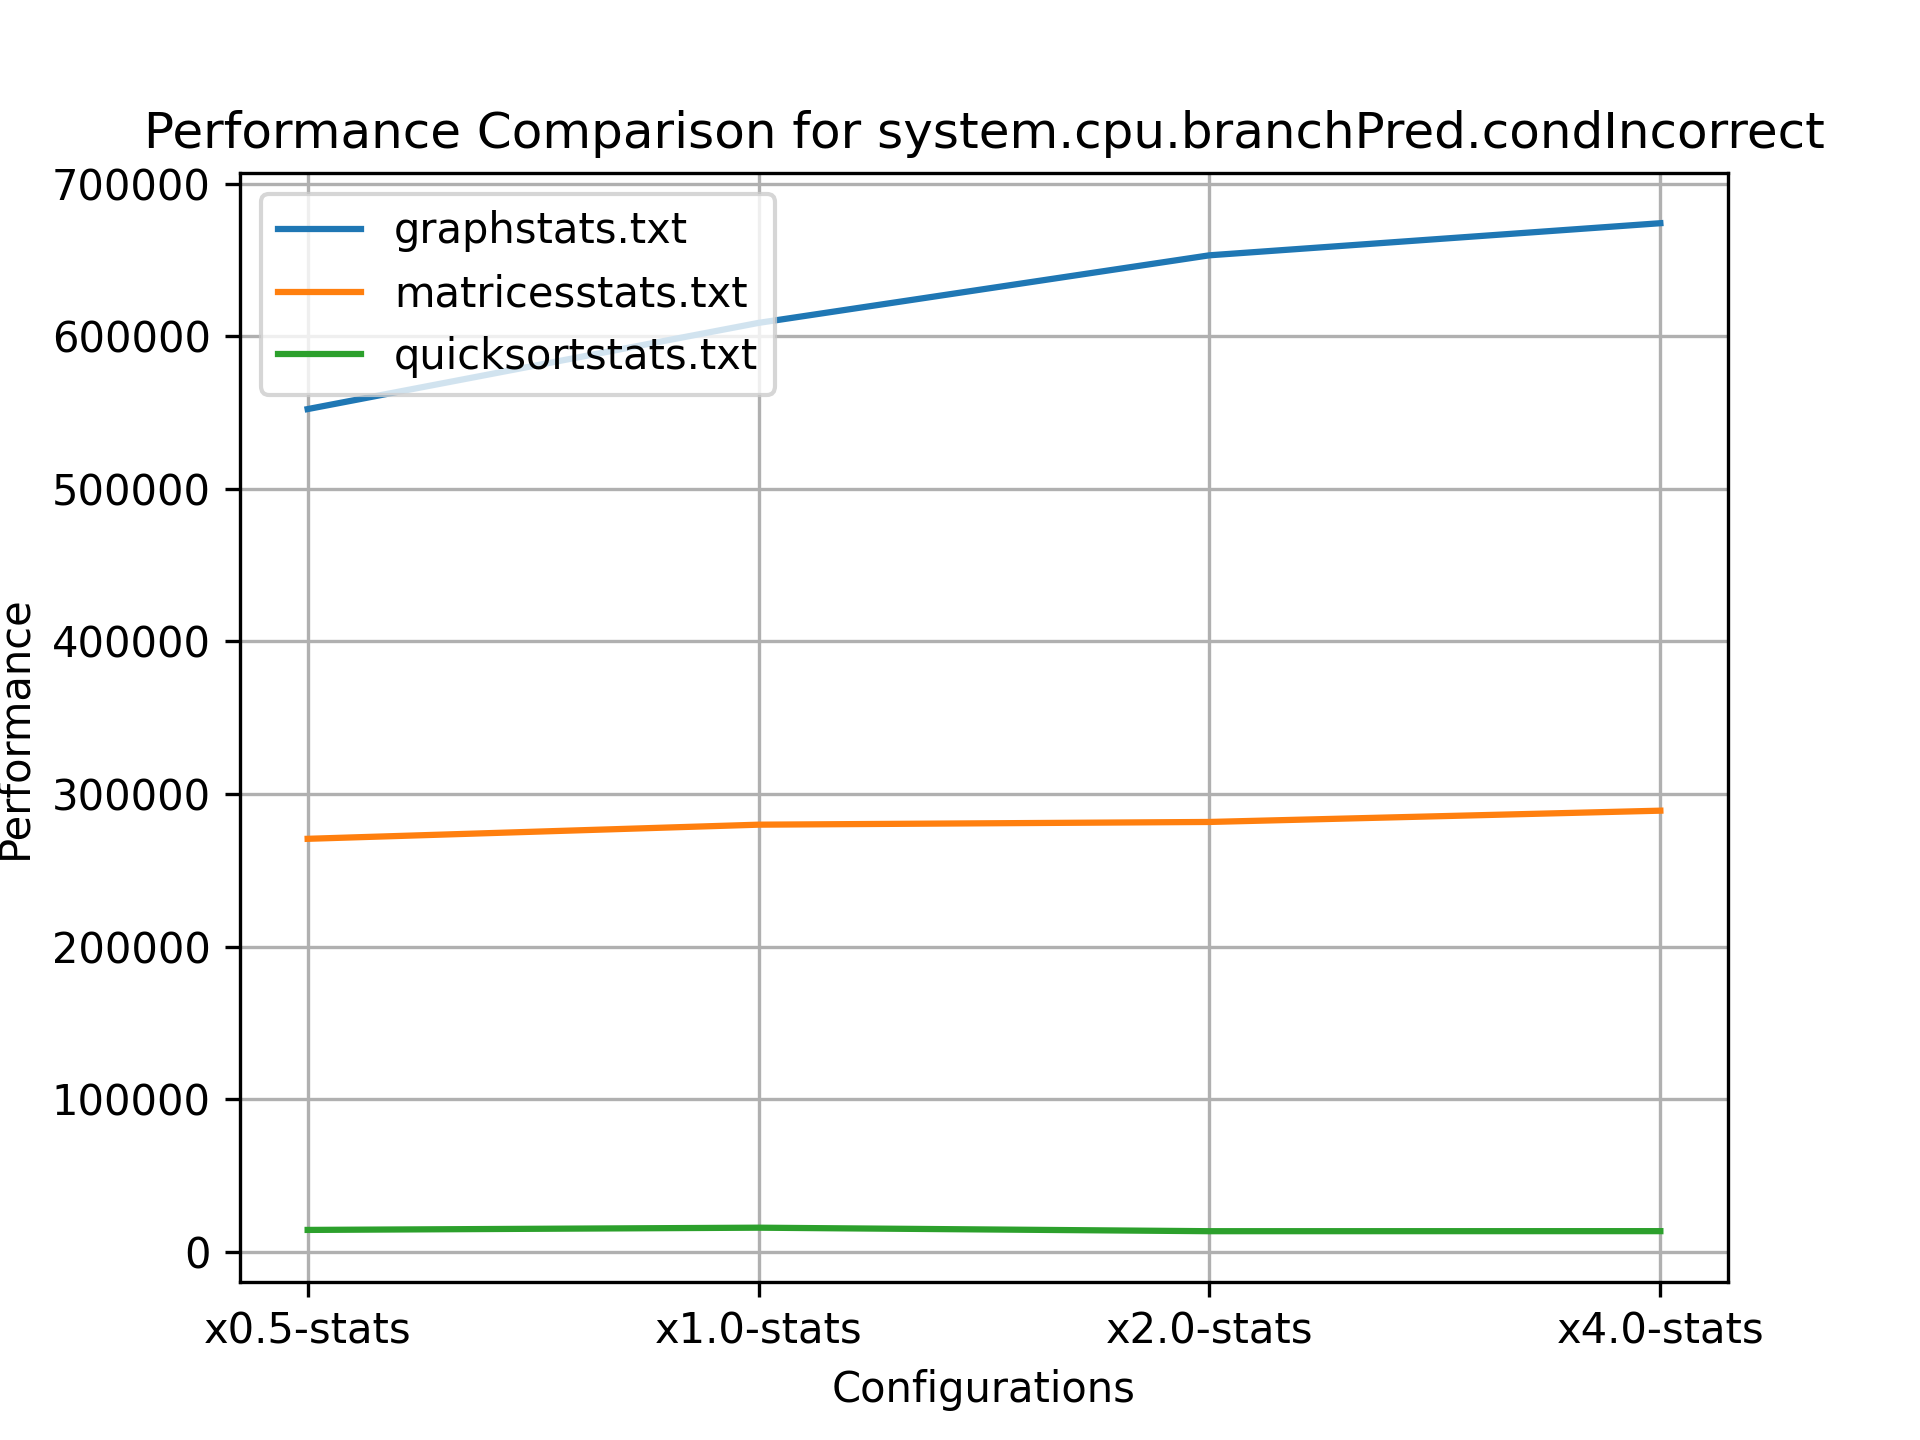 Performance Comparison for system.cpu.branchPred.condIncorrect
700000
600000
500000
400000
300000
200000
100000
0
Performance
graphstats.txt
matricesstats.txt
quicksortstats.txt
x0.5-stats x1.0-stats x2.0-stats x4.0-stats
Configurations